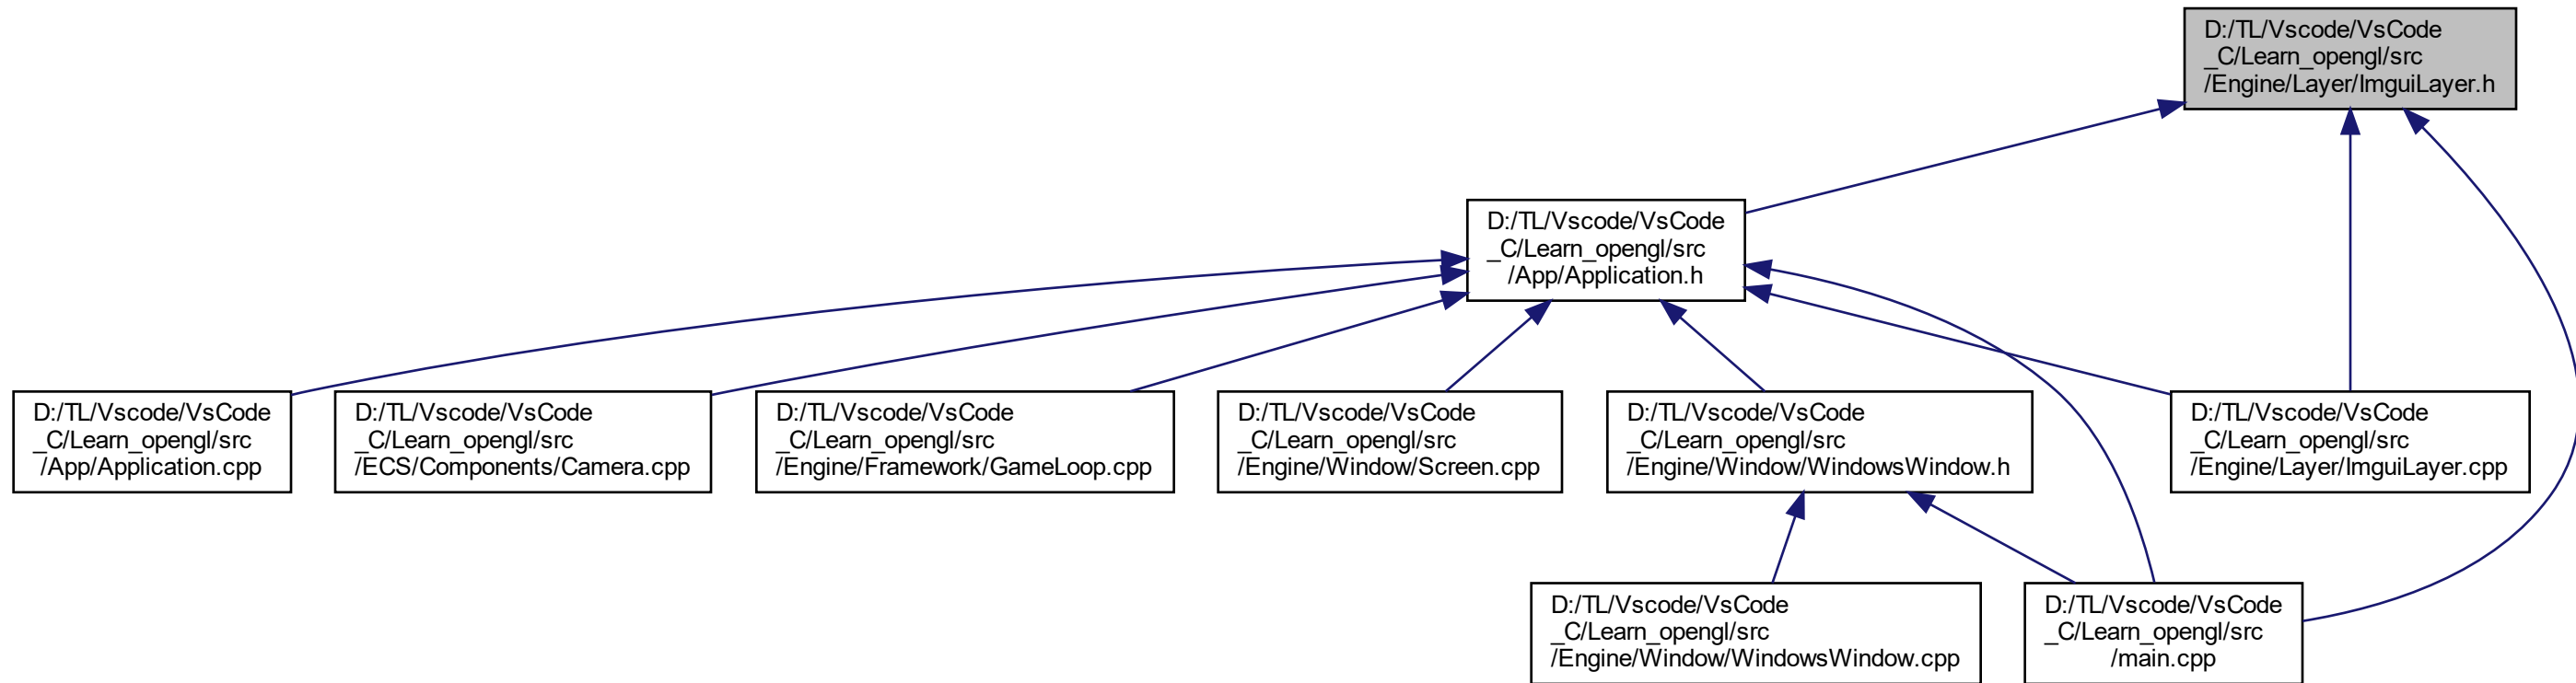 D:/TL/Vscode/VsCode
_C/Learn_opengl/src
/Engine/Layer/ImguiLayer.h
D:/TL/Vscode/VsCode
_C/Learn_opengl/src
/App/Application.h
D:/TL/Vscode/VsCode
_C/Learn_opengl/src
/App/Application.cpp
D:/TL/Vscode/VsCode
_C/Learn_opengl/src
/ECS/Components/Camera.cpp
D:/TL/Vscode/VsCode
_C/Learn_opengl/src
/Engine/Framework/GameLoop.cpp
D:/TL/Vscode/VsCode
_C/Learn_opengl/src
/Engine/Window/Screen.cpp
D:/TL/Vscode/VsCode
_C/Learn_opengl/src
/Engine/Window/WindowsWindow.h
D:/TL/Vscode/VsCode
_C/Learn_opengl/src
/Engine/Layer/ImguiLayer.cpp
D:/TL/Vscode/VsCode
_C/Learn_opengl/src
/Engine/Window/WindowsWindow.cpp
D:/TL/Vscode/VsCode
_C/Learn_opengl/src
/main.cpp